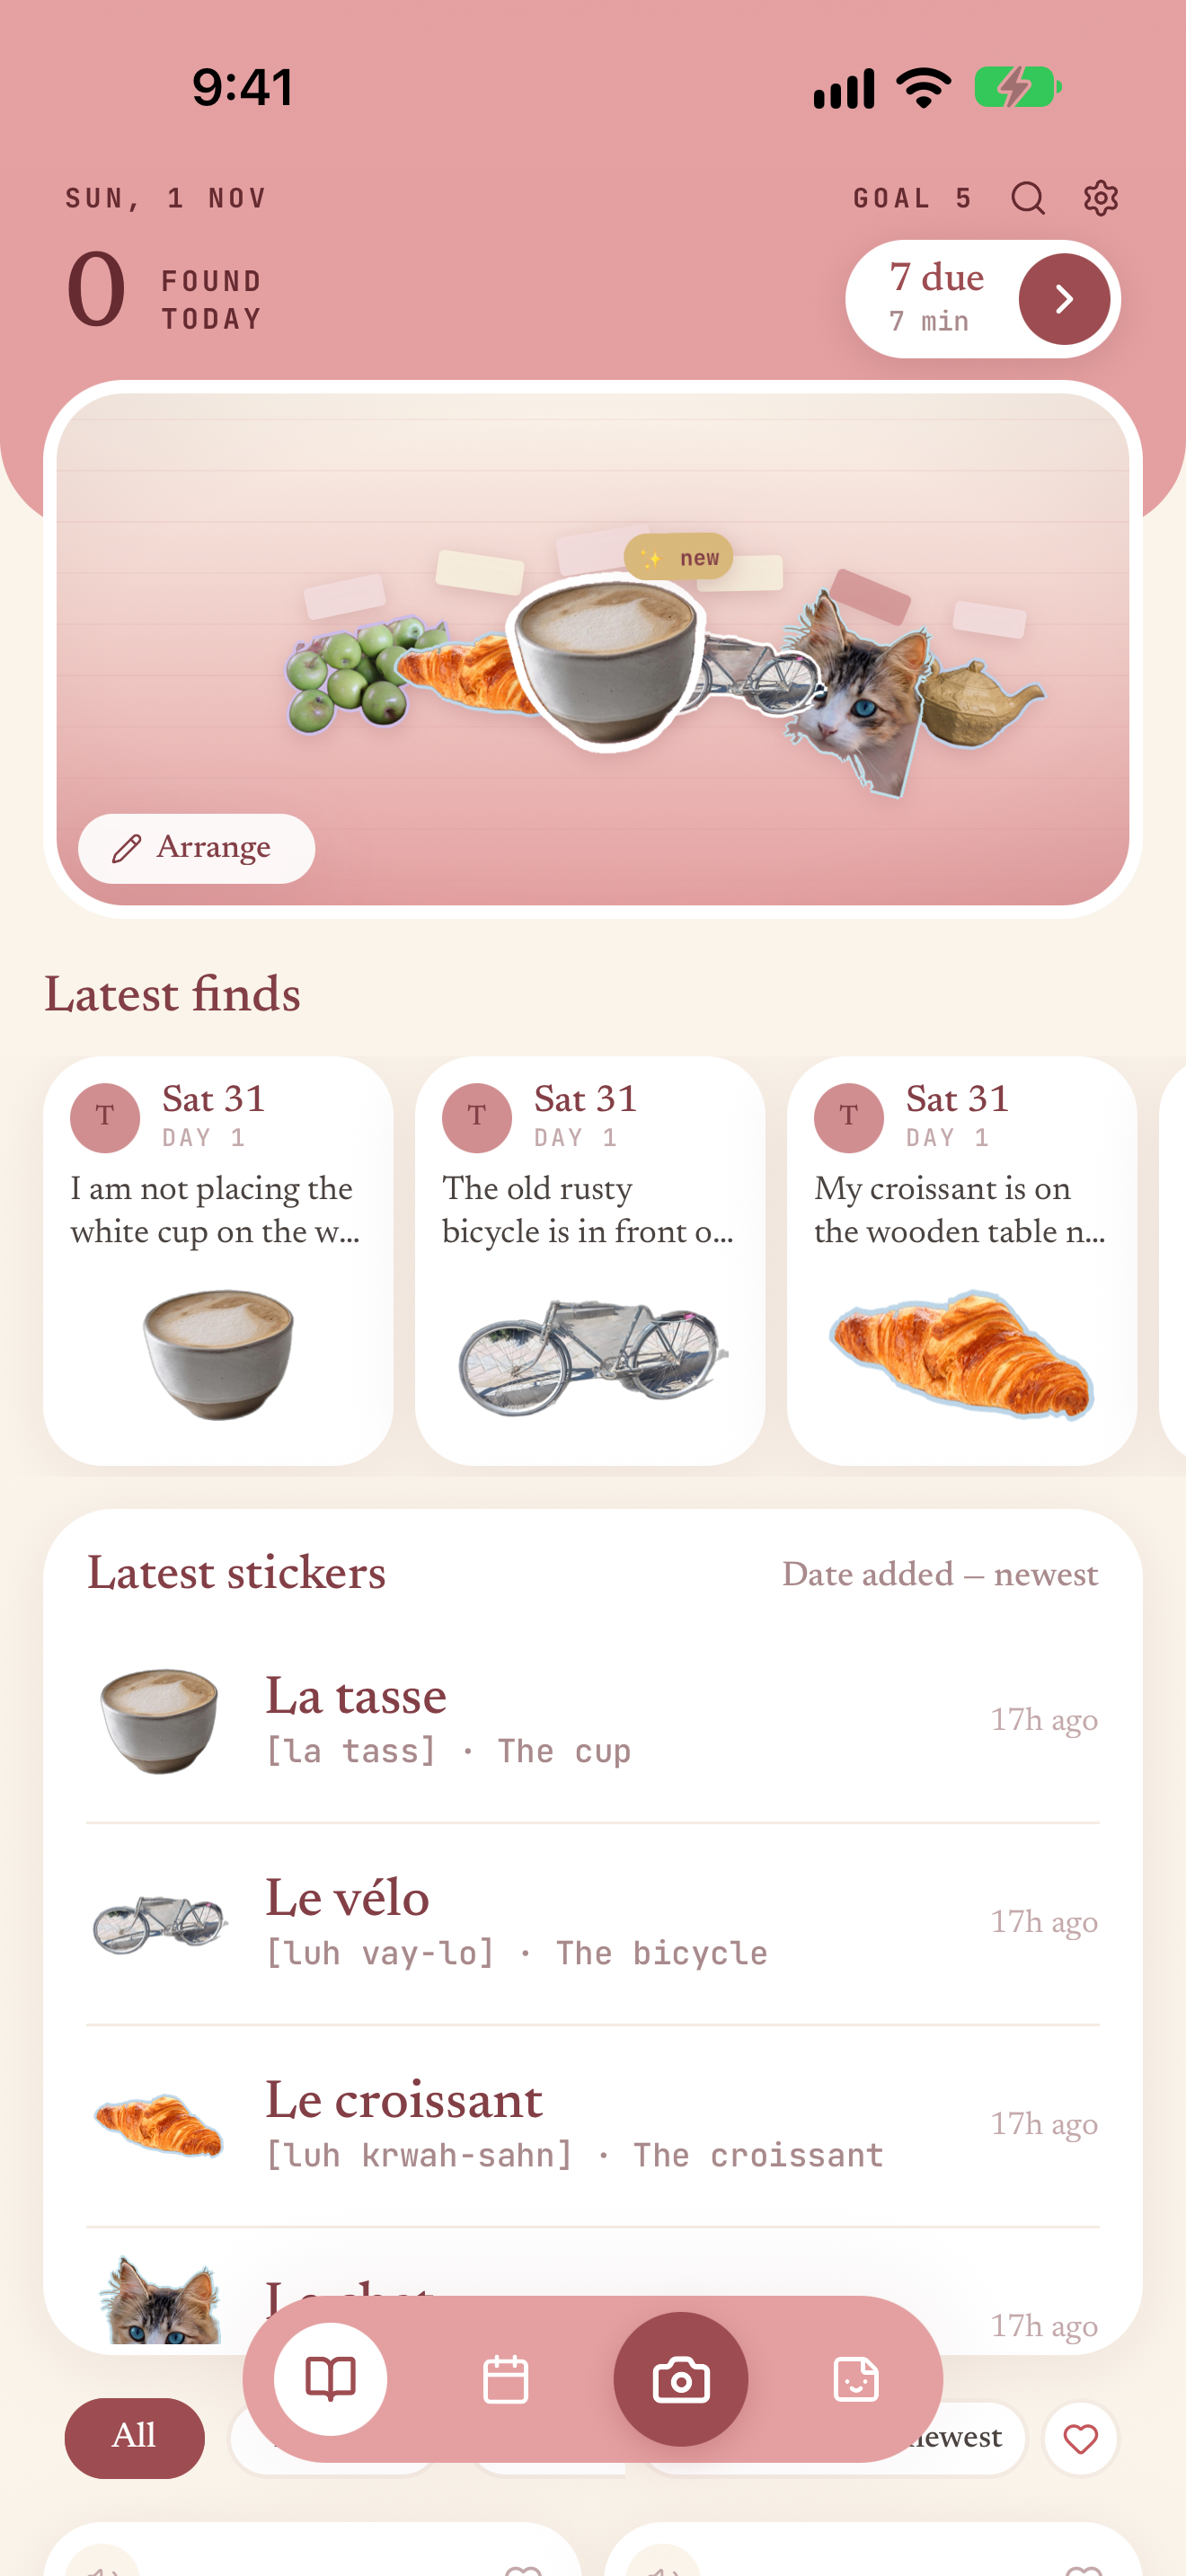 9:41
SUN, 1 NOV
GOAL 5
0 FOUND TODAY
7 due
7 min
✨ new
Arrange
Latest finds
T
Sat 31
DAY 1
I am not placing the
white cup on the w...
T
Sat 31
DAY 1
The old rusty
bicycle is in front o...
T
Sat 31
DAY 1
My croissant is on
the wooden table n...
Latest stickers
Date added – newest
La tasse
[la tass] · The cup
17h ago
Le vélo
[luh vay-lo] · The bicycle
17h ago
Le croissant
[luh krwah-sahn] · The croissant
17h ago
17h ago
All